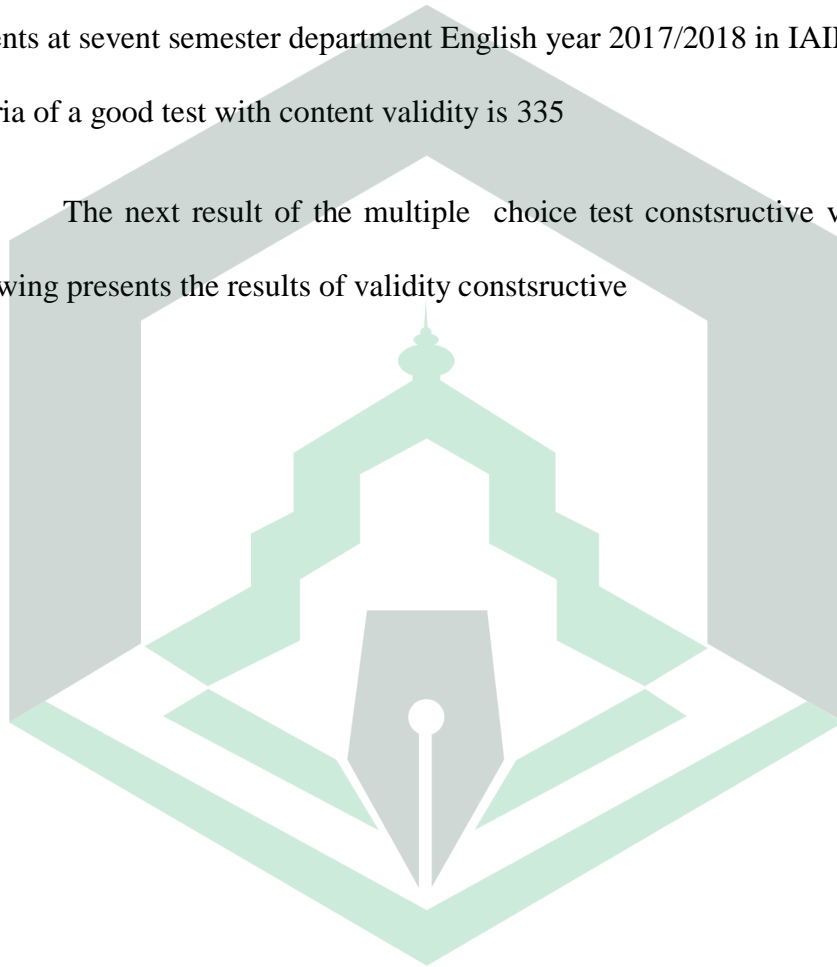 ents at sevent semester department English year 2017/2018 in IAI
ria of a good test with content validity is 335
The next result of the multiple choice test constsructive v
wing presents the results of validity constsructive